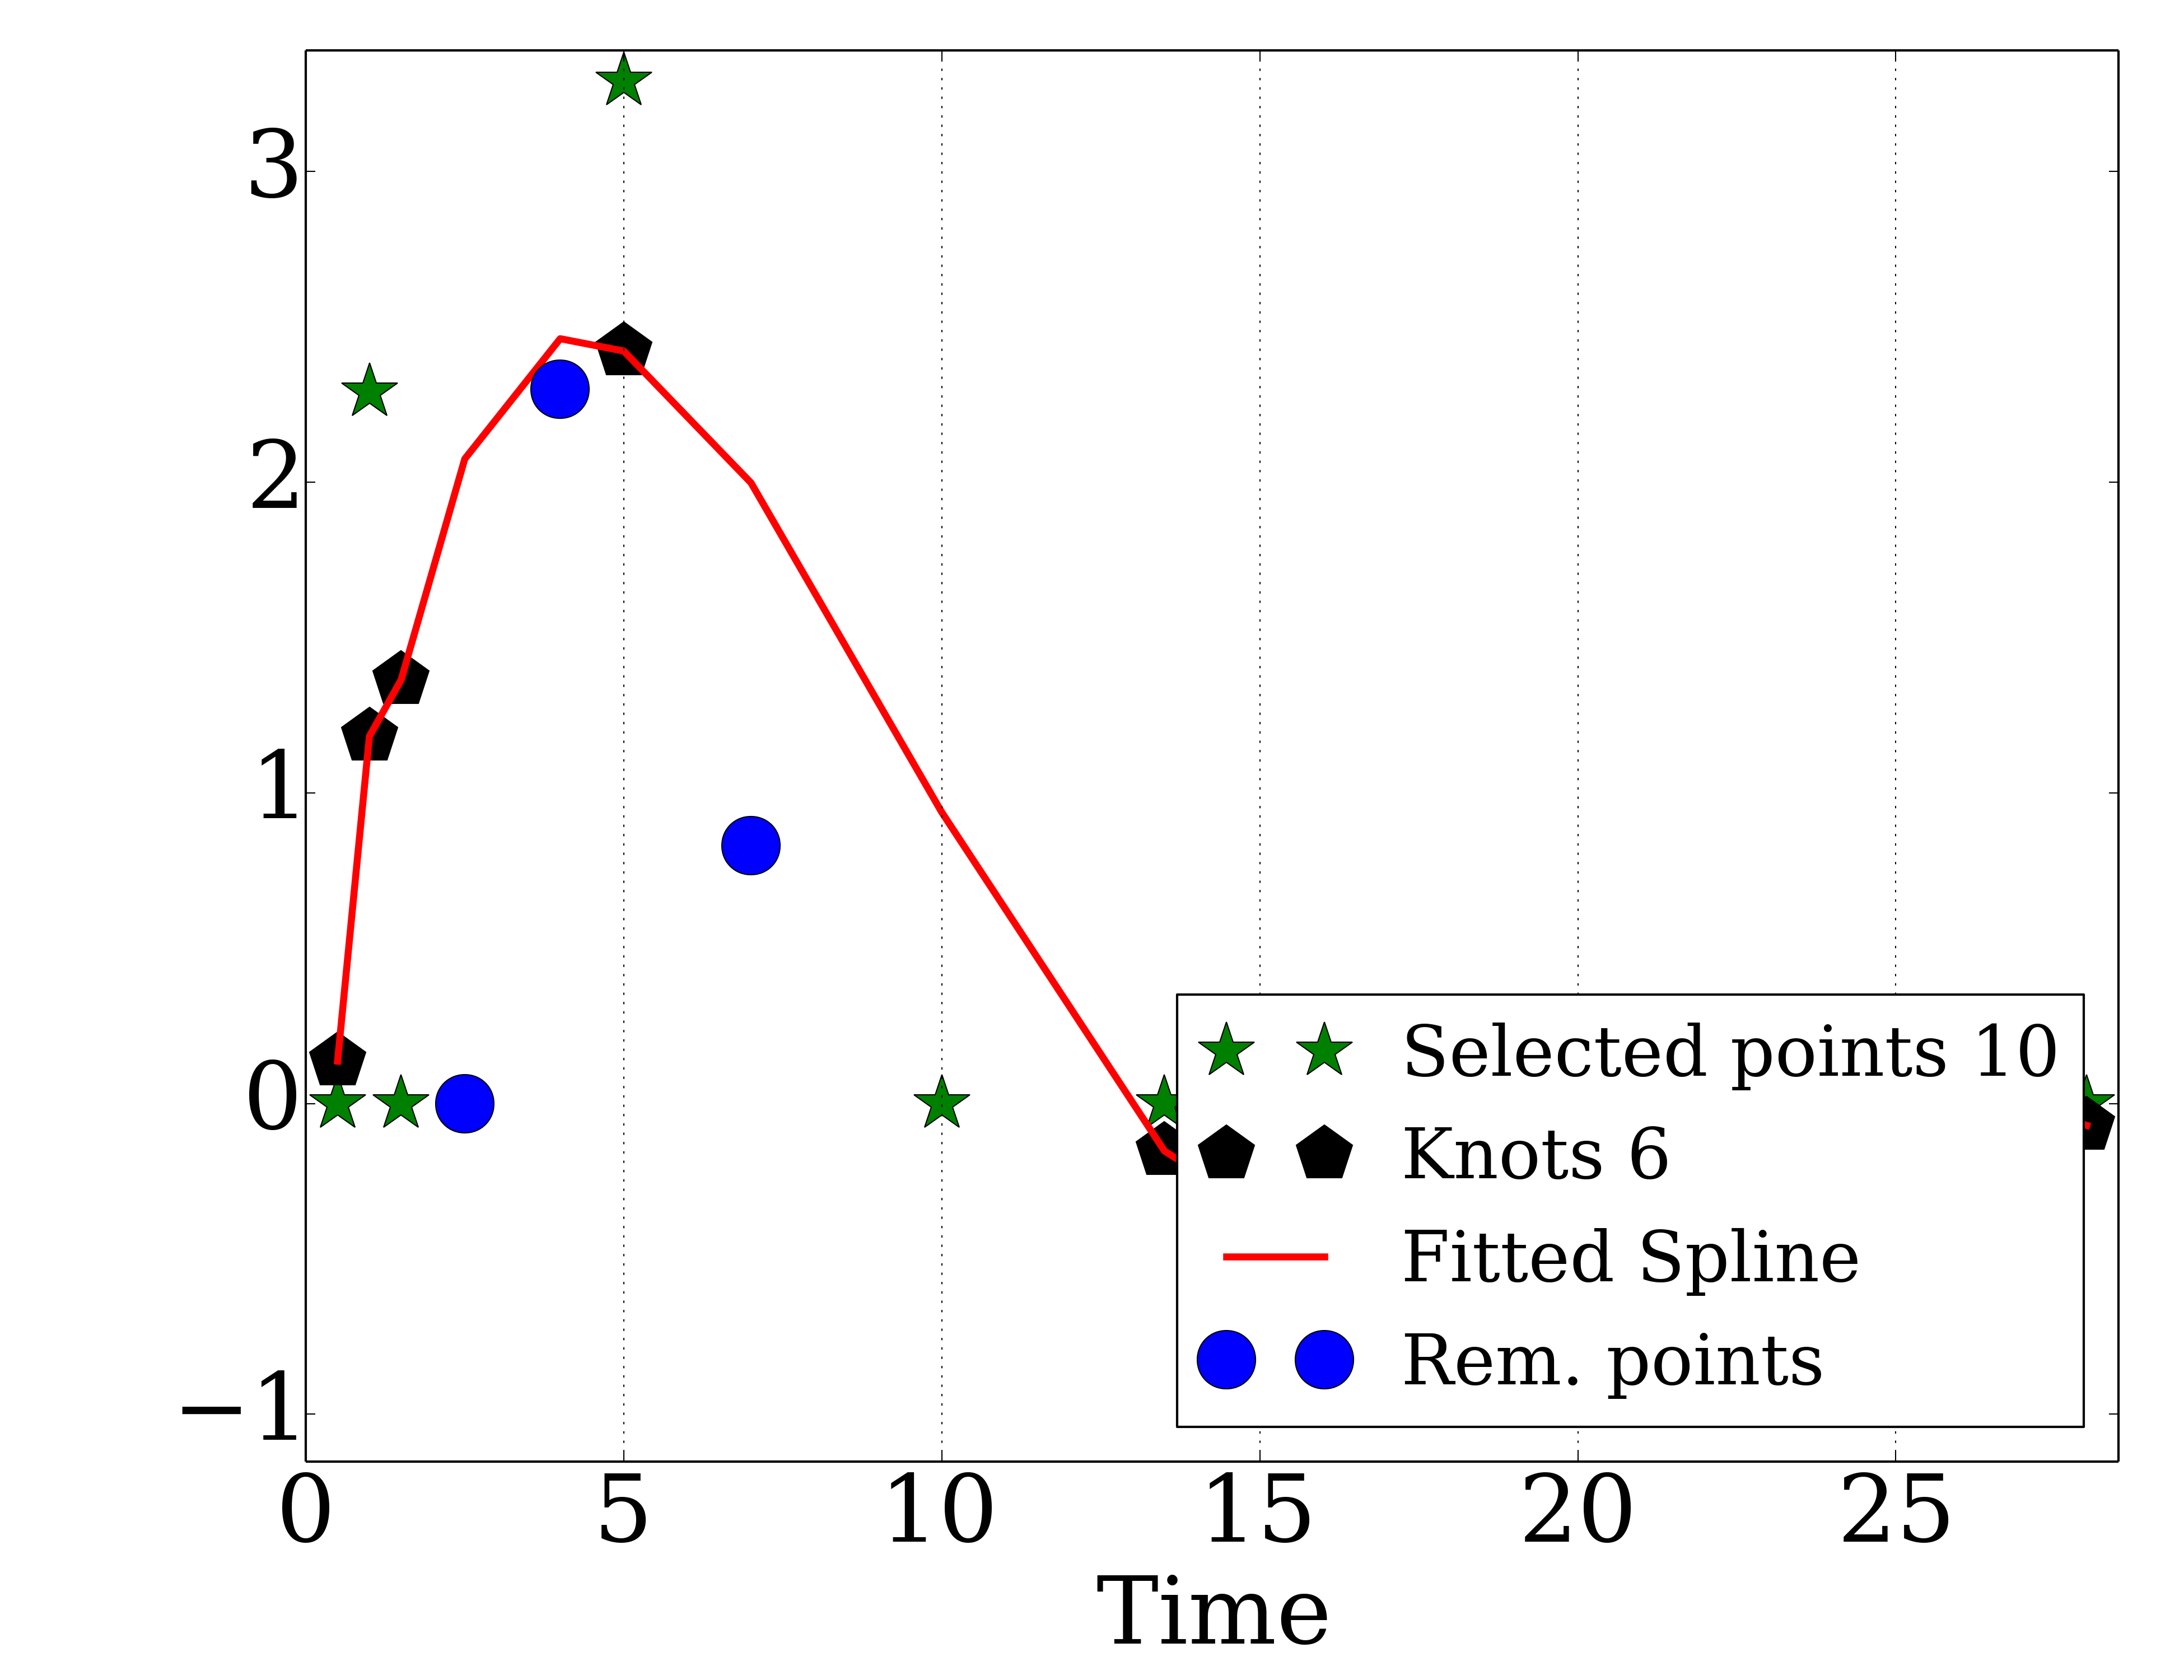 3
2
1
0
−1
Selected points 10
Knots 6
Fitted Spline
Rem. points
0 5 10 15 20 25
Time